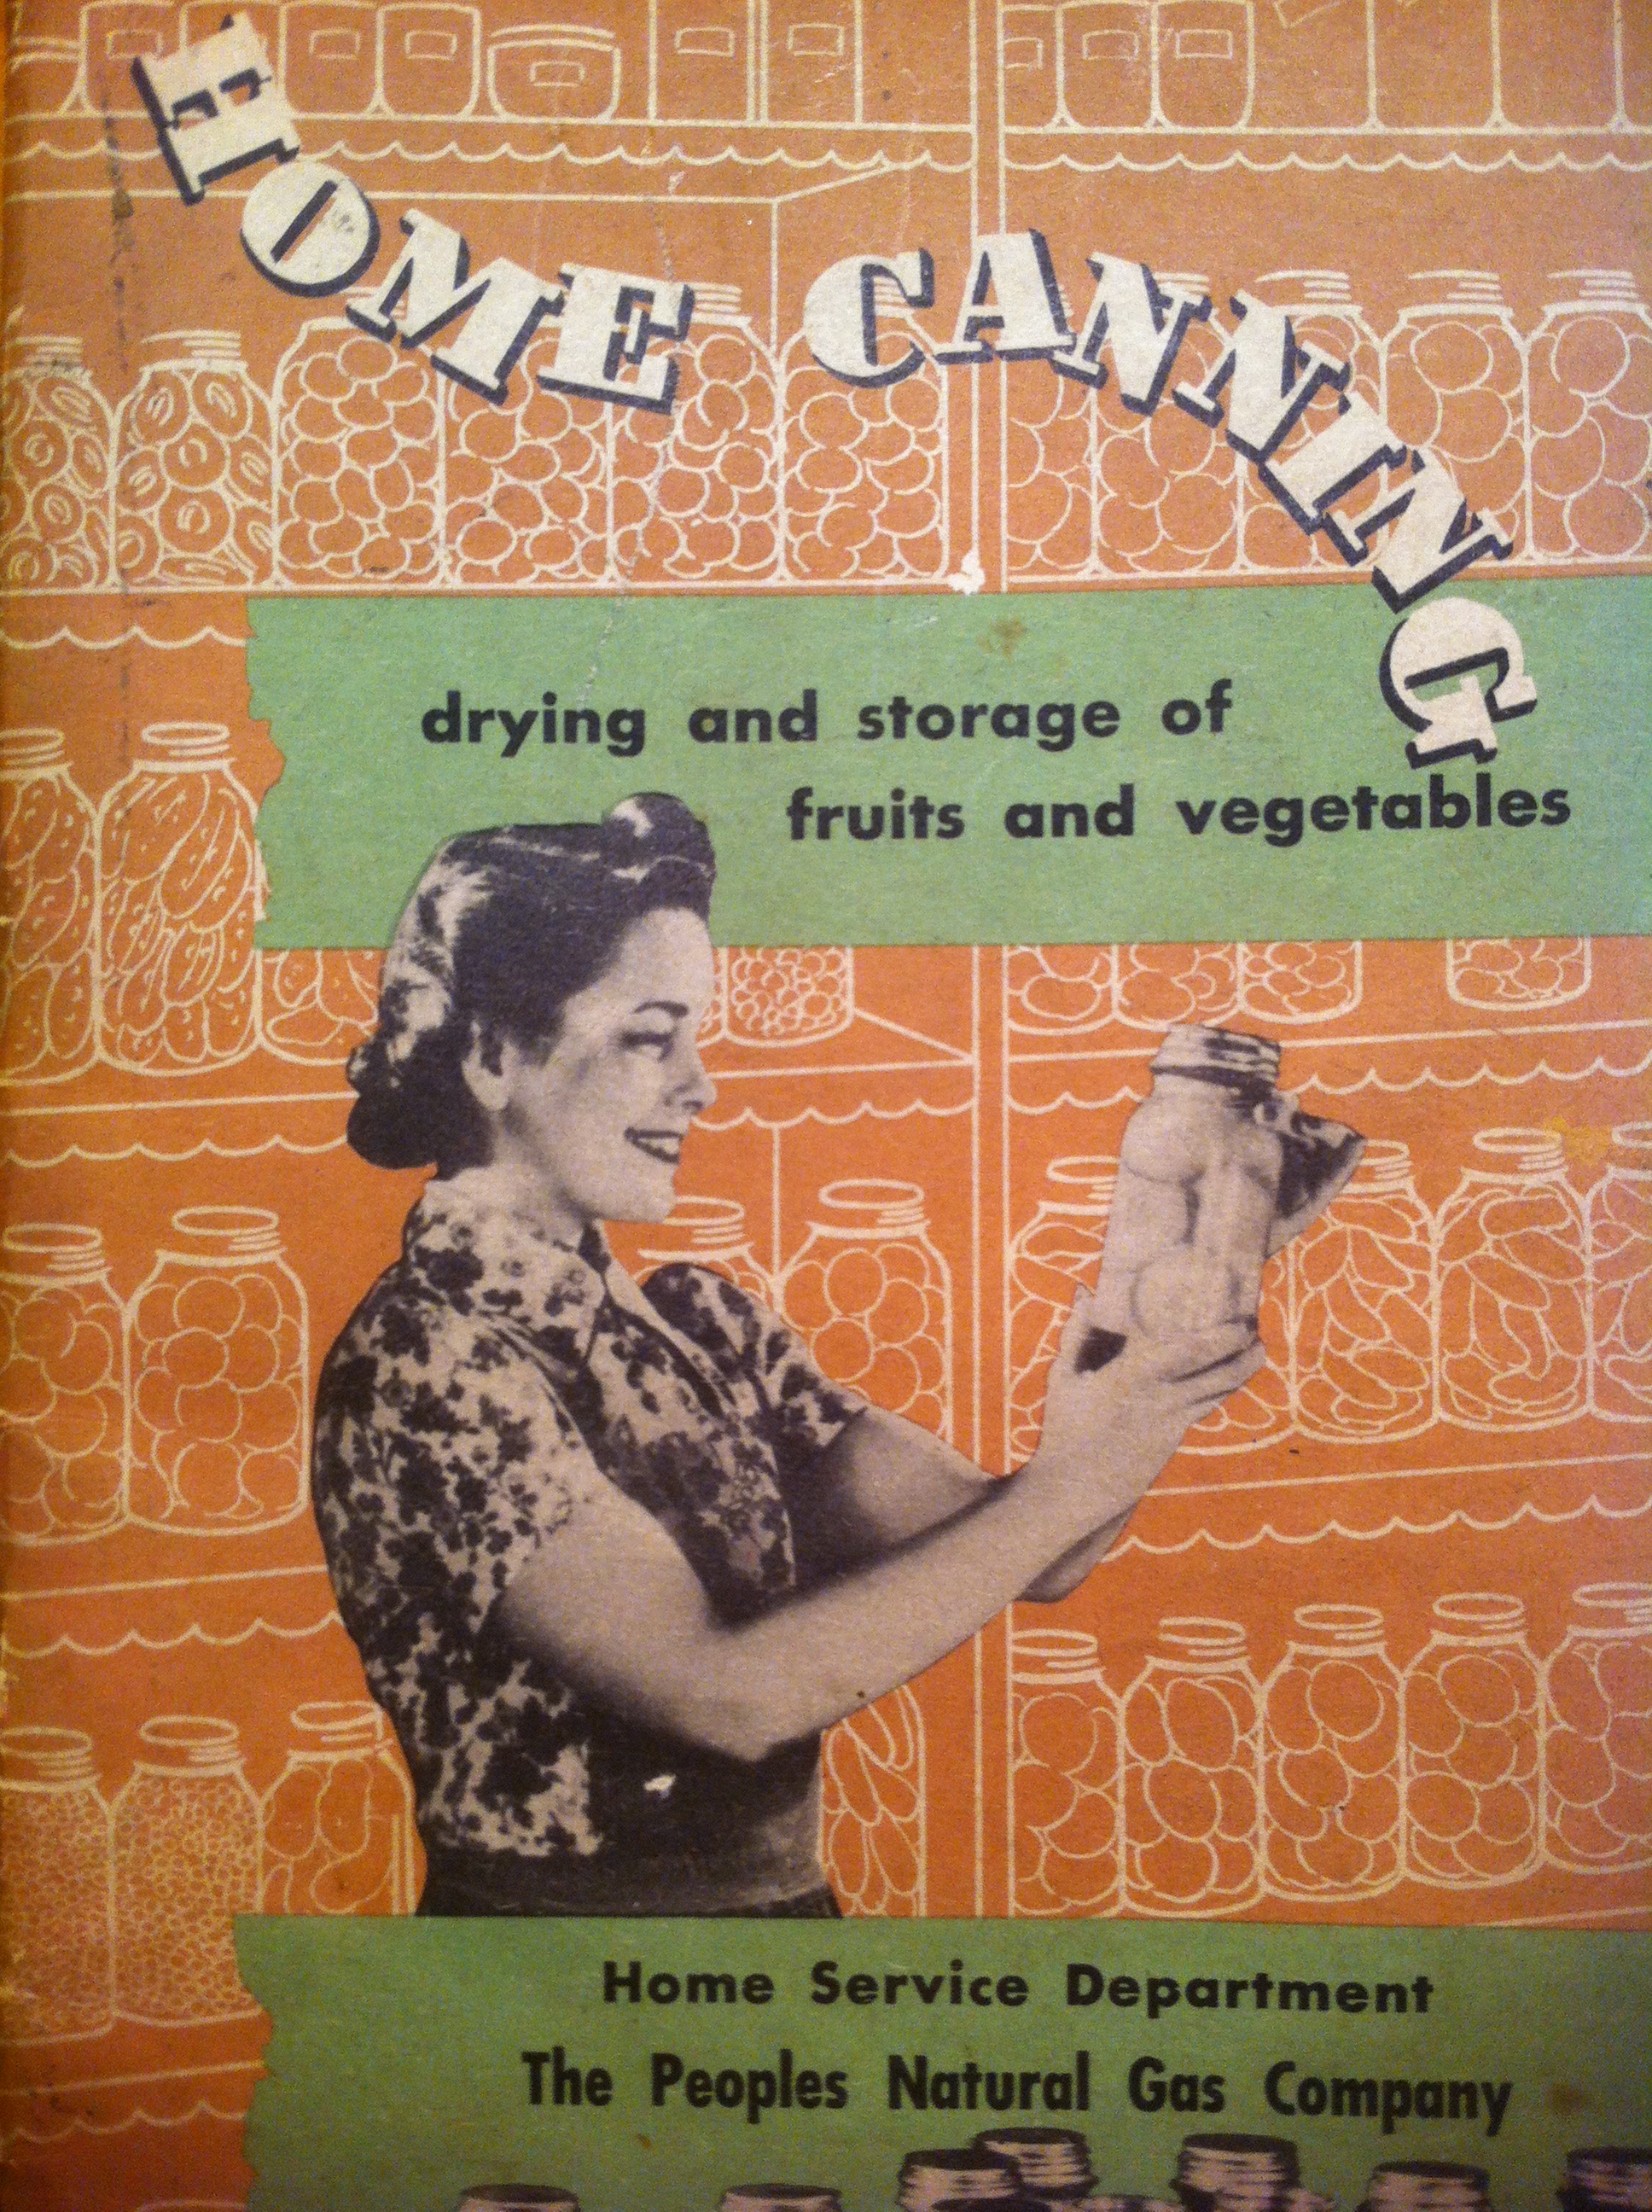 HOME CANNING
drying and storage of
fruits and vegetables
Home Service Department
The Peoples Natural Gas Company